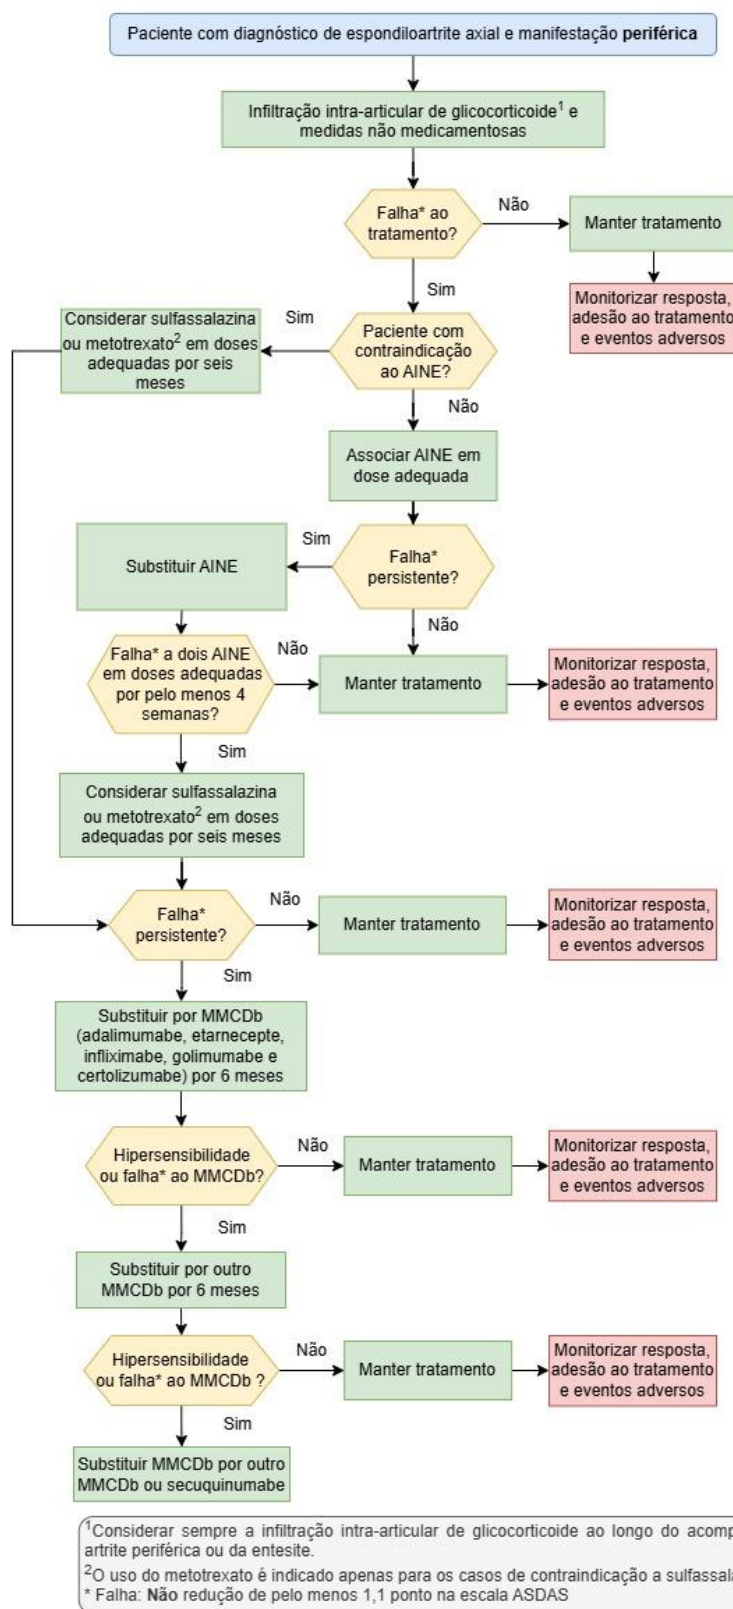 Paciente com diagnóstico de espondiloartrite axial e manifestação periférica
Infiltração intra-articular de glicocorticoide¹ e
medidas não medicamentosas
Falha* ao
tratamento?
Não
Manter tratamento
Monitorizar resposta,
adesão ao tratamento
e eventos adversos
Sim
Paciente com
contraindicação
ao AINE?
Sim
Considerar sulfassalazina
ou metotrexato² em doses
adequadas por seis
meses
Não
Associar AINE em
dose adequada
Falha*
persistente?
Sim
Substituir AINE
Não
Falha* a dois AINE
em doses adequadas
por pelo menos 4
semanas?
Não
Manter tratamento
Monitorizar resposta,
adesão ao tratamento
e eventos adversos
Sim
Considerar sulfassalazina
ou metotrexato² em doses
adequadas por seis meses
Falha*
persistente?
Não
Manter tratamento
Monitorizar resposta,
adesão ao tratamento
e eventos adversos
Sim
Substituir por MMCDb
(adalimumabe, etarnecepte,
infliximabe, golimumabe e
certolizumabe) por 6 meses
Hipersensibilidade
ou falha* ao MMCDb?
Não
Manter tratamento
Monitorizar resposta,
adesão ao tratamento
e eventos adversos
Sim
Substituir por outro
MMCDb por 6 meses
Hipersensibilidade
ou falha* ao MMCDb ?
Não
Manter tratamento
Monitorizar resposta,
adesão ao tratamento
e eventos adversos
Sim
Substituir MMCDb por outro
MMCDb ou secuquinumabe
¹Considerar sempre a infiltração intra-articular de glicocorticoide ao longo do
artrite periférica ou da entesite.
²O uso do metotrexato é indicado apenas para os casos de contraindicação a
* Falha: Não redução de pelo menos 1,1 ponto na escala ASDAS